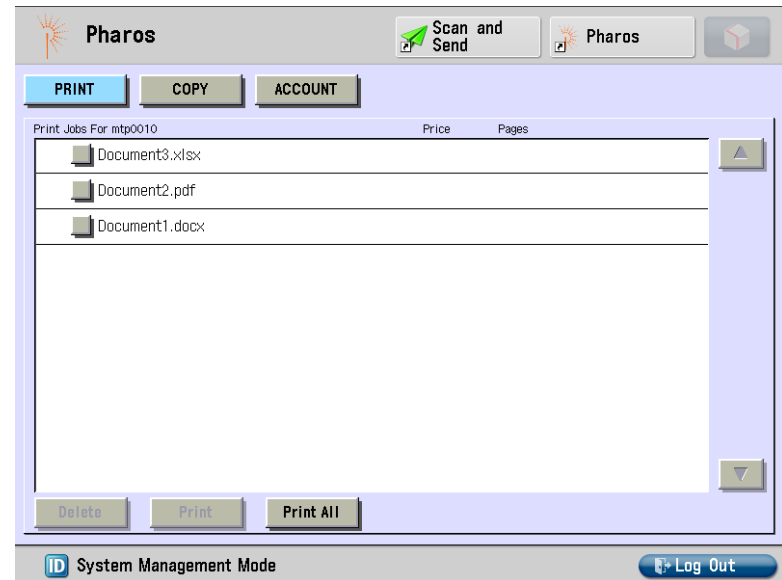 Pharos
Scan and
Send
Pharos
PRINT COPY ACCOUNT
Print Jobs For mtp0010 Price Pages
Document3.xlsx
Document2.pdf
Document1.docx
Delete Print Print All
ID System Management Mode Log Out